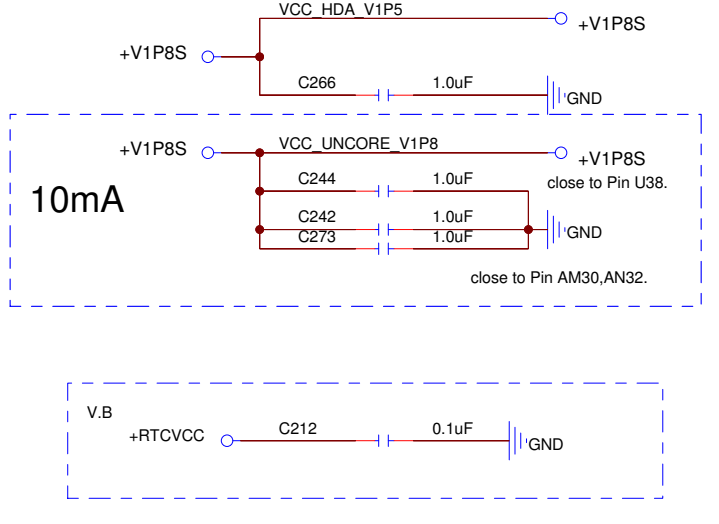 VCC_HDA_V1P5
+V1P8S
+V1P8S
C266 1.0uF
GND
+V1P8S VCC_UNCORE_V1P8 +V1P8S
C244 1.0uF close to Pin U38.
10mA
C242 1.0uF
GND
C273 1.0uF
close to Pin AM30,AN32.
V.B
+RTCVCC C212 0.1uF
GND